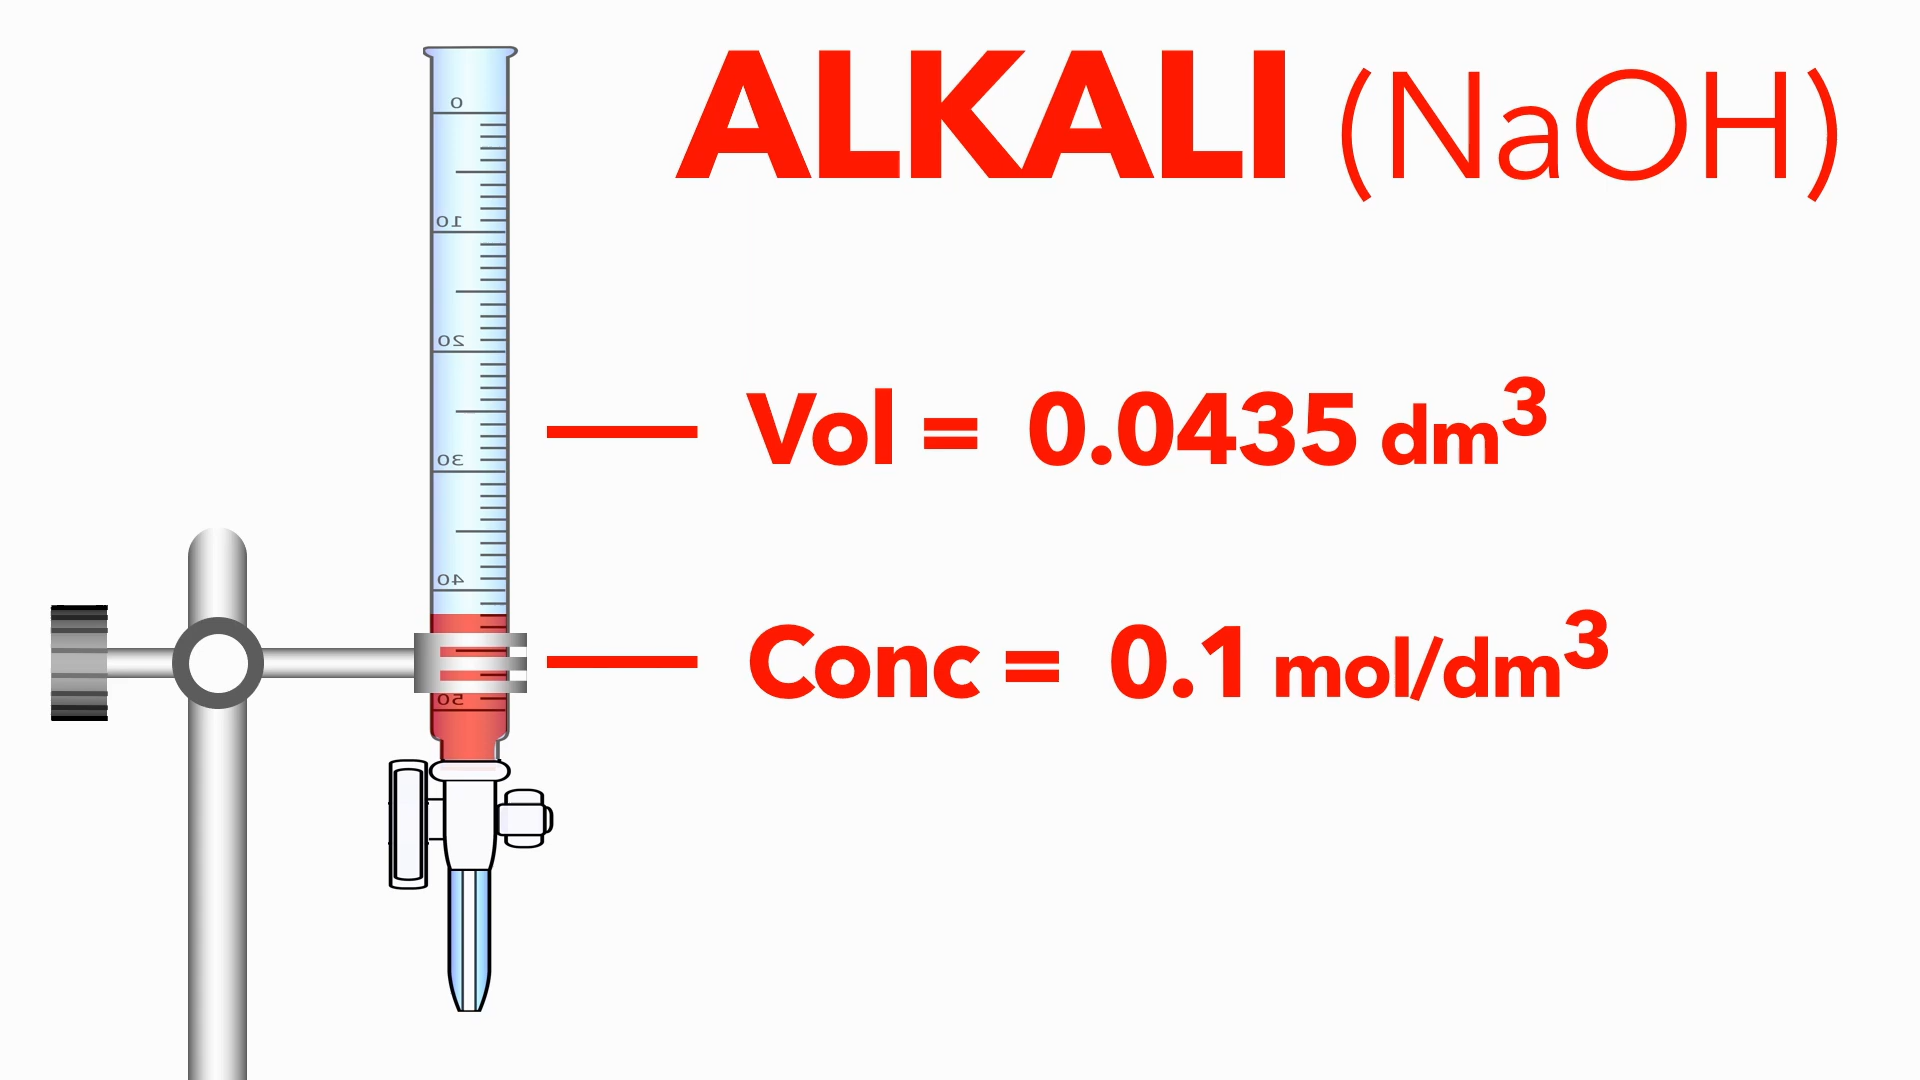 ALKALI (NaOH)
0
10
20
Vol = 0.0435 dm³
30
40
Conc = 0.1 mol/dm³
50